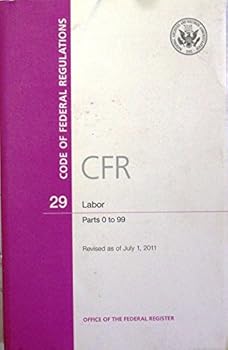 CODE OF FEDERAL REGULATIONS
CFR
29
Labor
Parts 0 to 99
Revised as of July 1, 2011
OFFICE OF THE FEDERAL REGISTER